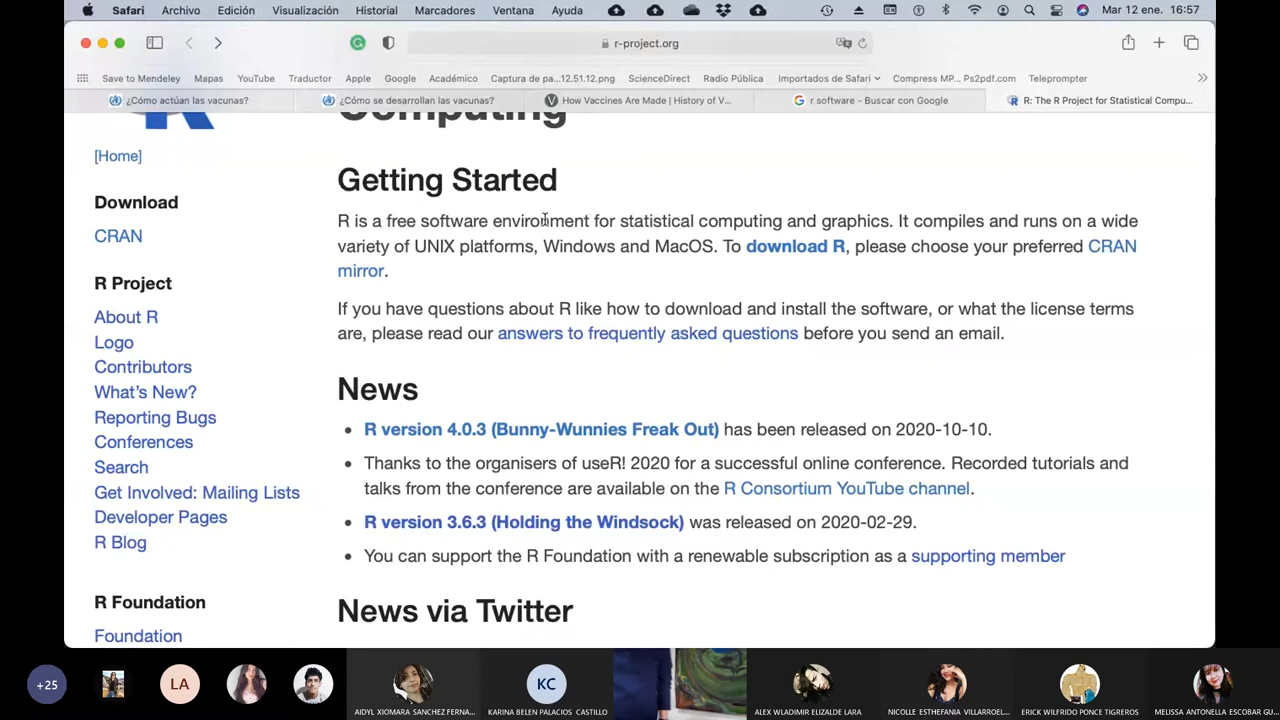 Safari Archivo Edición Visualización Historial Marcadores Ventana Ayuda Mar 12 ene. 16:57
r-project.org
Save to Mendeley Mapas YouTube Traductor Apple Google Académico Captura de pa...12.51.12.png ScienceDirect Radio Pública Importados de Safari Compress MP... Ps2pdf.com Teleprompter
¿Cómo actúan las vacunas? ¿Cómo se desarrollan las vacunas? How Vaccines Are Made | History of V... r software - Buscar con Google R: The R Project for Statistical Compu...
Computing
[Home]
Download
CRAN
R Project
About R
Logo
Contributors
What's New?
Reporting Bugs
Conferences
Search
Get Involved: Mailing Lists
Developer Pages
R Blog
R Foundation
Foundation
Getting Started
R is a free software environment for statistical computing and graphics. It compiles and runs on a wide
variety of UNIX platforms, Windows and MacOS. To download R, please choose your preferred CRAN
mirror.
If you have questions about R like how to download and install the software, or what the license terms
are, please read our answers to frequently asked questions before you send an email.
News
• R version 4.0.3 (Bunny-Wunnies Freak Out) has been released on 2020-10-10.
• Thanks to the organisers of useR! 2020 for a successful online conference. Recorded tutorials and
talks from the conference are available on the R Consortium YouTube channel.
• R version 3.6.3 (Holding the Windsock) was released on 2020-02-29.
• You can support the R Foundation with a renewable subscription as a supporting member
News via Twitter
+25 LA KC
AIDYL XIOMARA SANCHEZ FERNA... KARINA BELEN PALACIOS CASTILLO ALEX WLADIMIR ELIZALDE LARA NICOLLE ESTHEFANIA VILLARROEL... ERICK WILFRIDO PONCE TIGREROS MELISSA ANTONELLA ESCOBAR GU...